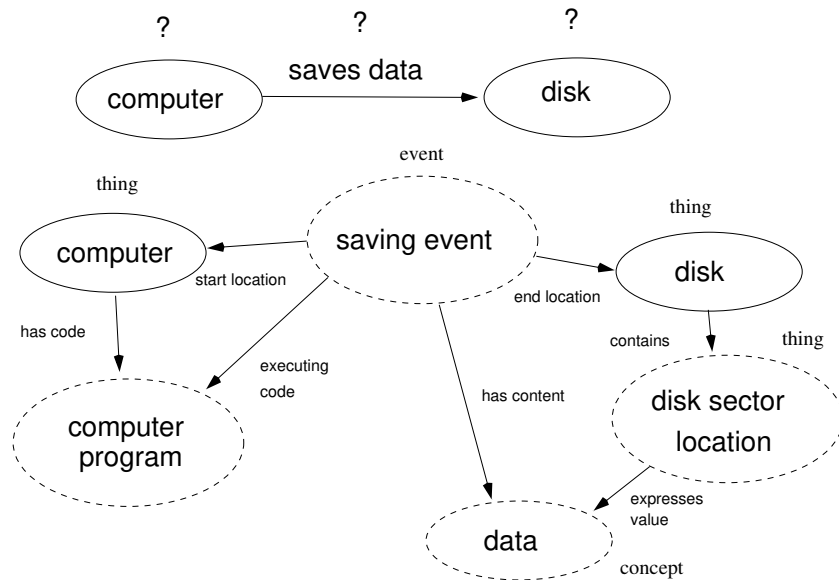 ? ? ?
saves data
computer disk
event
thing
thing
saving event
computer
disk
start location
end location
has code
contains
thing
executing
code
has content
disk sector
location
computer
program
expresses
value
data
concept